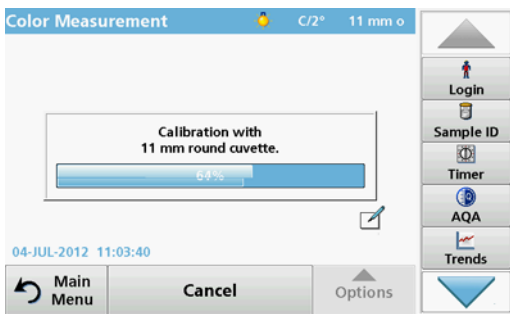 Color Measurement C/2° 11 mm o
Login
Sample ID
Timer
AQA
Trends
Calibration with
11 mm round cuvette.
64%
04-JUL-2012 11:03:40
Main
Menu
Cancel
Options